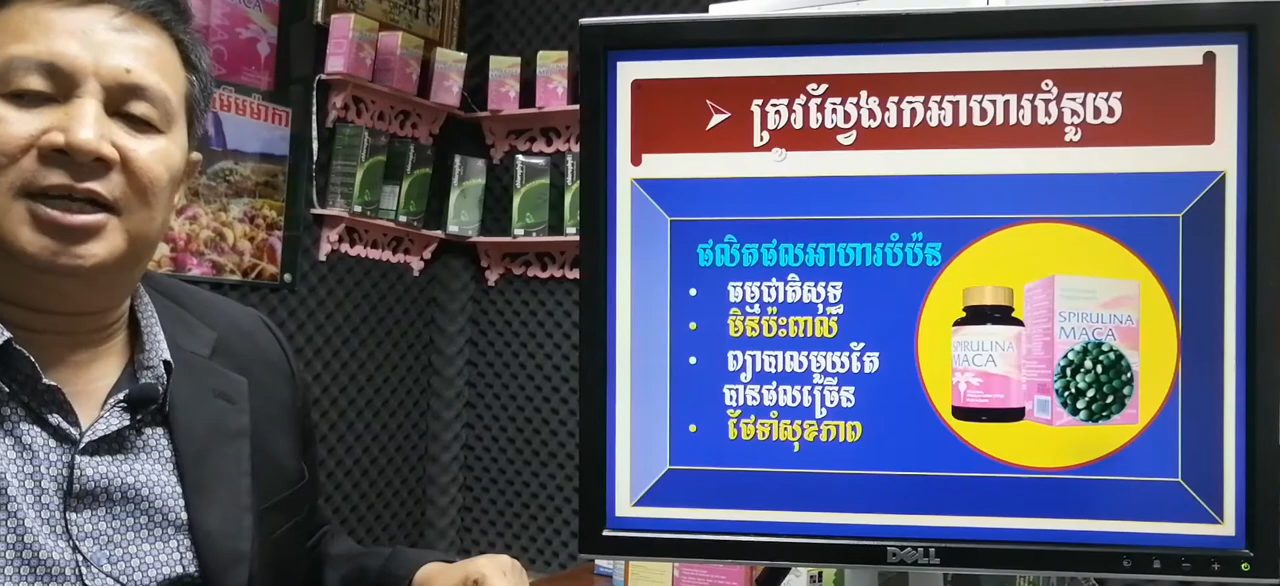 MACA
ម៉ាកា
ត្រូវស្វែងរកអាហារជំនួយ
ផលិតផលអាហារបំប៉ន
• ធម្មជាតិសុទ្ធ
• មិនប៉ះពាល់
• ព្យាបាលមួយតែ
បានផលច្រើន
• ថែទាំសុខភាព
SPIRULINA
MACA
SPIRULINA
MACA
DELL